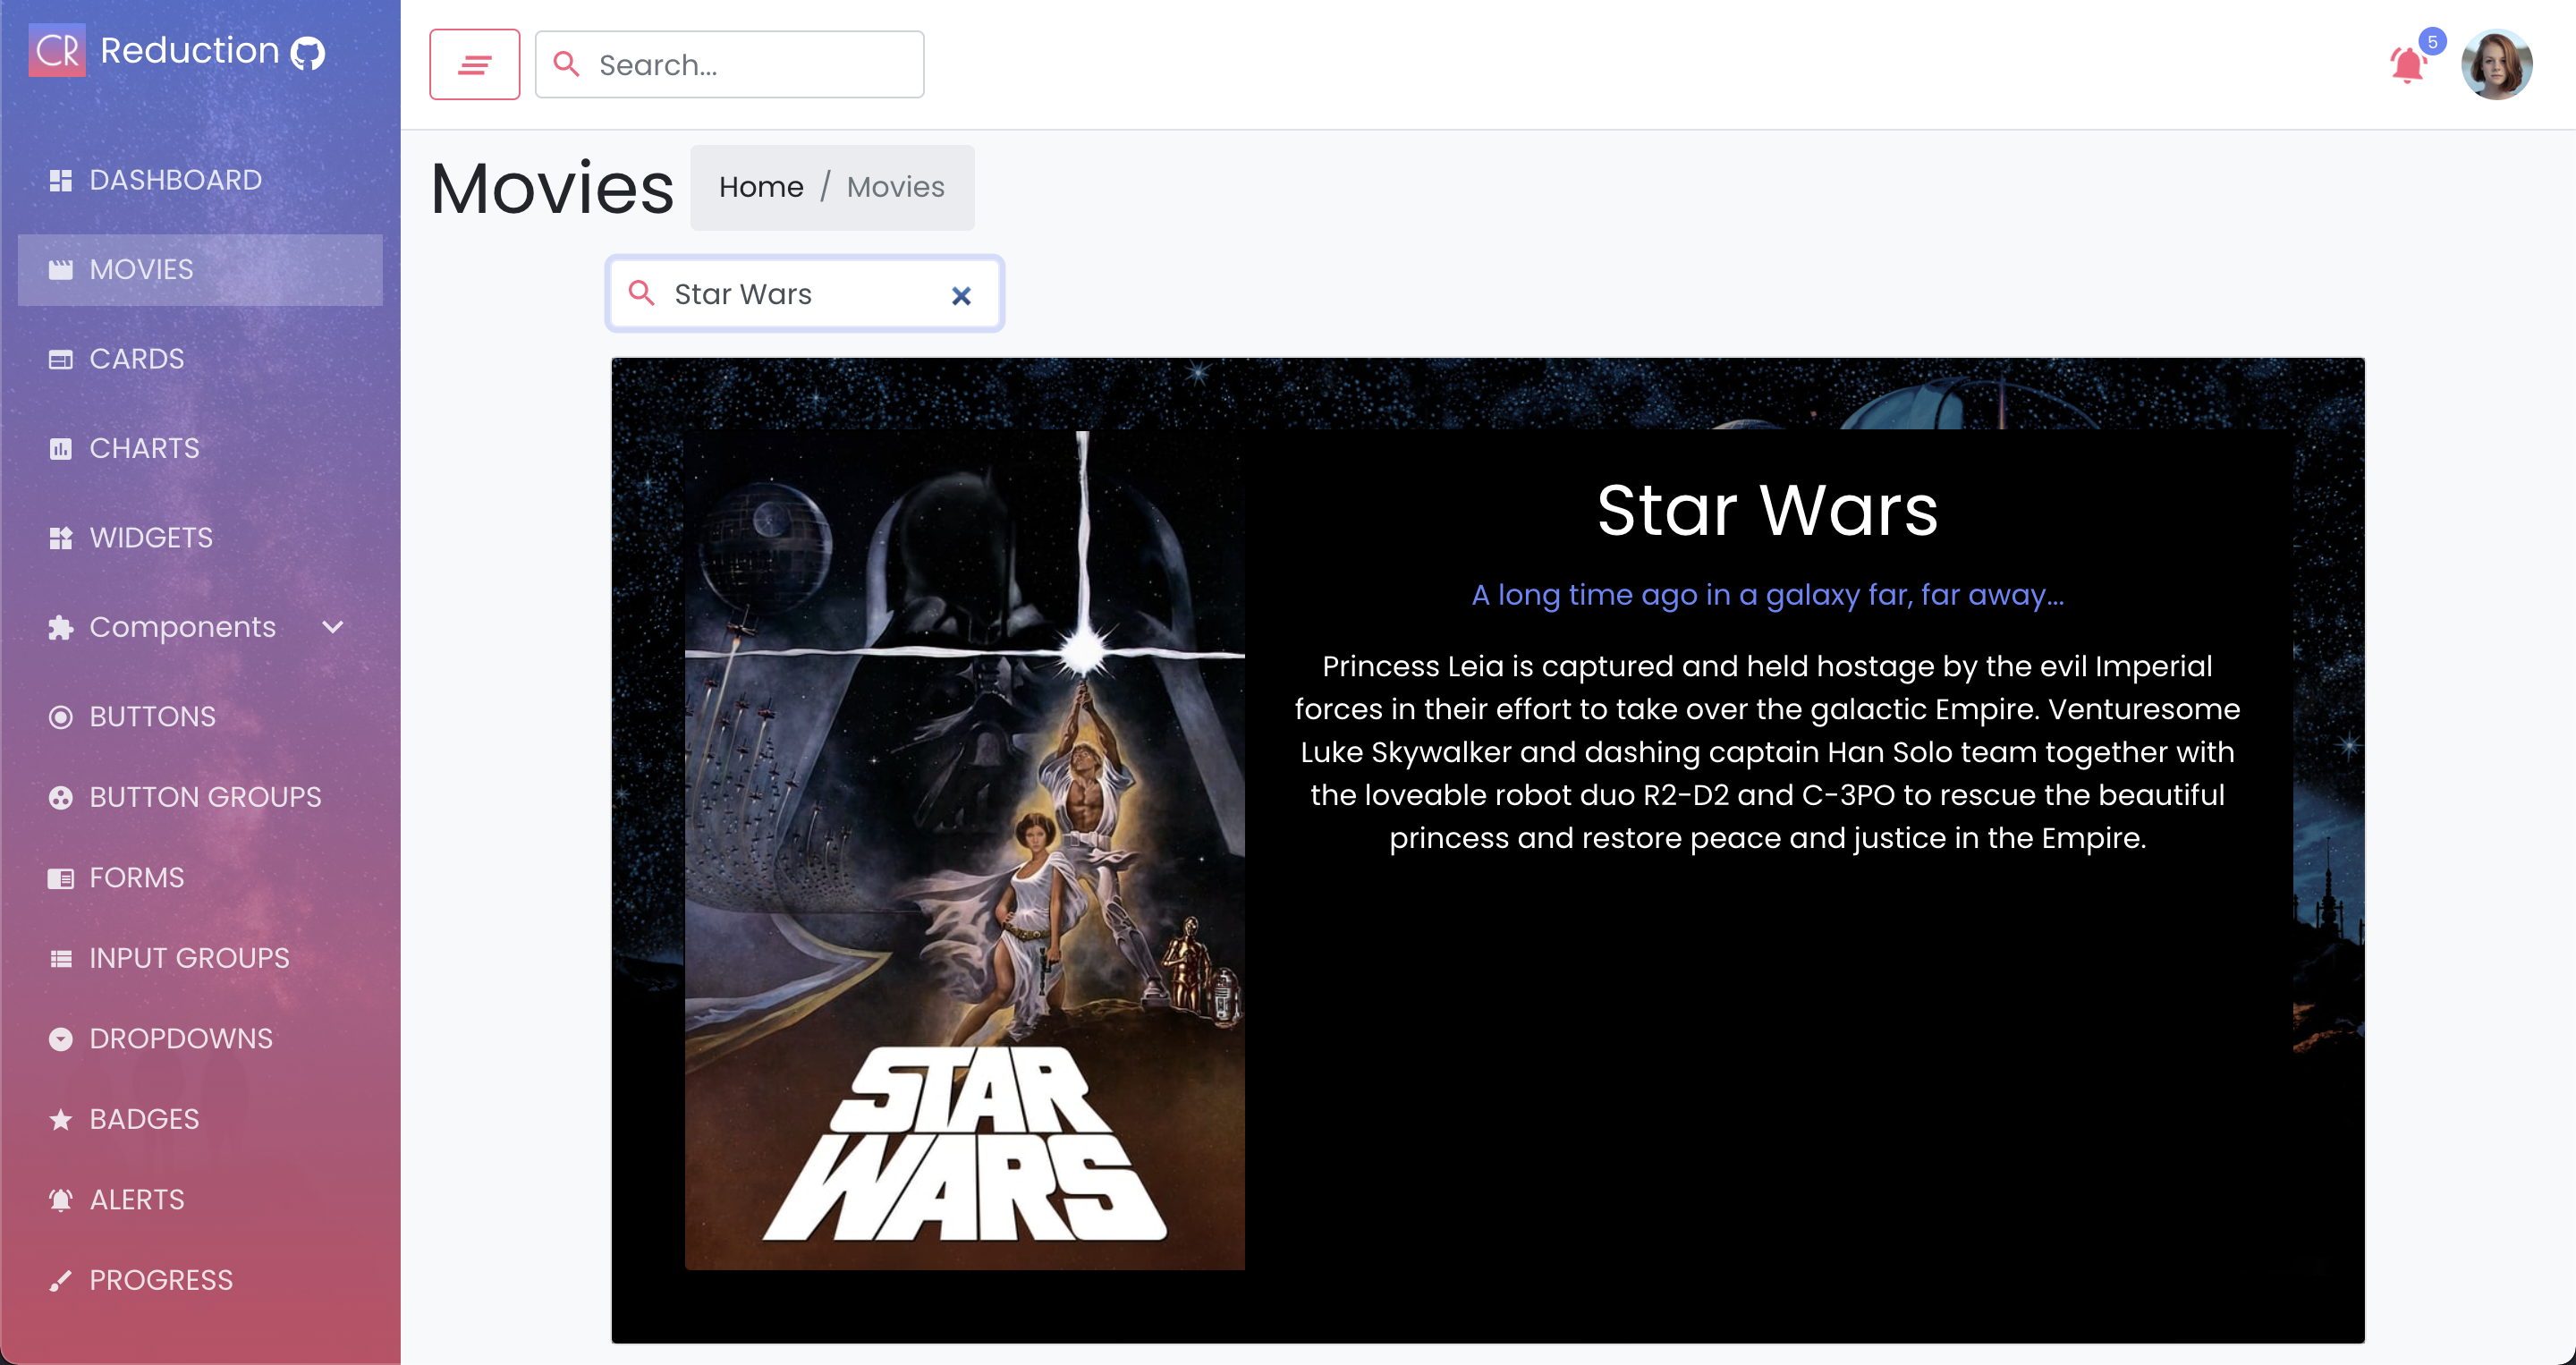 CR Reduction
DASHBOARD
MOVIES
CARDS
CHARTS
WIDGETS
Components
BUTTONS
BUTTON GROUPS
FORMS
INPUT GROUPS
DROPDOWNS
BADGES
ALERTS
PROGRESS
Search...
5
Movies
Home / Movies
Star Wars
STAR
WARS
Star Wars
A long time ago in a galaxy far, far away...
Princess Leia is captured and held hostage by the evil Imperial
forces in their effort to take over the galactic Empire. Venturesome
Luke Skywalker and dashing captain Han Solo team together with
the loveable robot duo R2-D2 and C-3PO to rescue the beautiful
princess and restore peace and justice in the Empire.